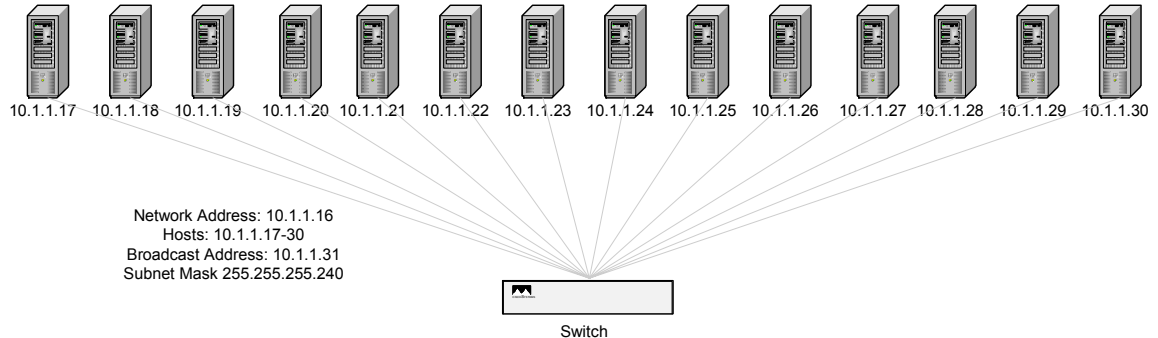 10.1.1.17 10.1.1.18 10.1.1.19 10.1.1.20 10.1.1.21 10.1.1.22 10.1.1.23 10.1.1.24 10.1.1.25 10.1.1.26 10.1.1.27 10.1.1.28 10.1.1.29 10.1.1.30
Network Address: 10.1.1.16
Hosts: 10.1.1.17-30
Broadcast Address: 10.1.1.31
Subnet Mask 255.255.255.240
Switch